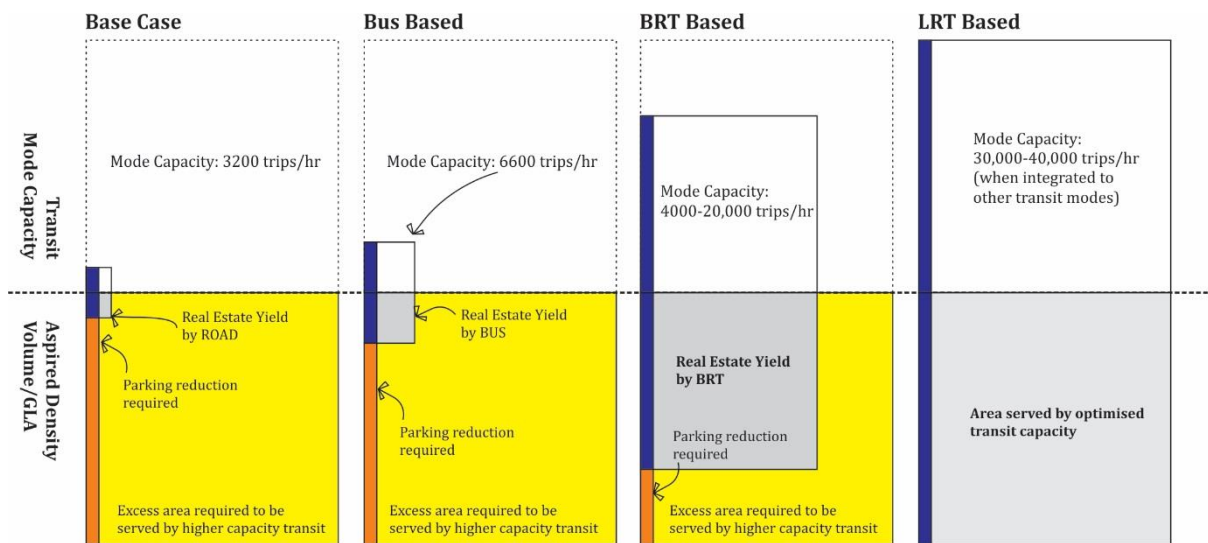 Base Case
Bus Based
BRT Based
LRT Based
Transit
Mode Capacity
Mode Capacity: 3200 trips/hr
Mode Capacity: 6600 trips/hr
Mode Capacity:
4000-20,000 trips/hr
Mode Capacity:
30,000-40,000 trips/hr
(when integrated to
other transit modes)
Aspired Density
Volume/GLA
Real Estate Yield
by ROAD
Parking reduction
required
Excess area required to be
served by higher capacity transit
Real Estate Yield
by BUS
Parking reduction
required
Excess area required to be
served by higher capacity transit
Real Estate Yield
by BRT
Parking reduction
required
Excess area required to be
served by higher capacity transit
Area served by optimised
transit capacity